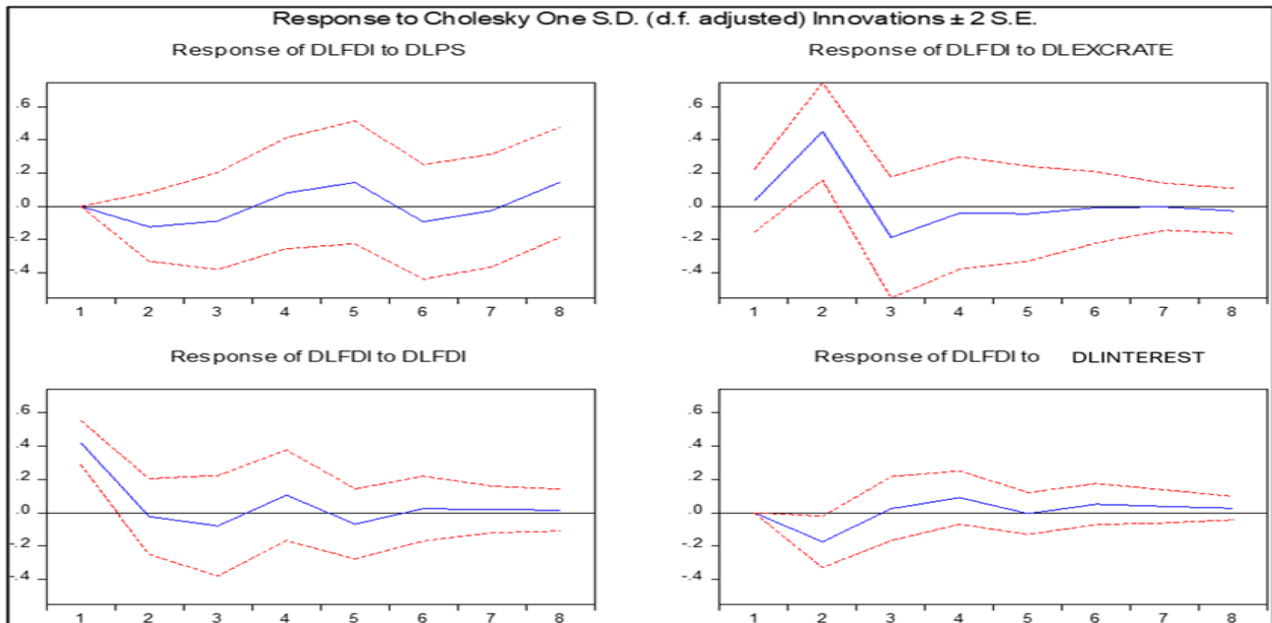 Response to Cholesky One S.D. (d.f. adjusted) Innovations ± 2 S.E.
Response of DLFDI to DLPS
.6
.4
.2
.0
-.2
-.4
1 2 3 4 5 6 7 8
Response of DLFDI to DLEXCRATE
.6
.4
.2
.0
-.2
-.4
1 2 3 4 5 6 7 8
Response of DLFDI to DLFDI
.6
.4
.2
.0
-.2
-.4
1 2 3 4 5 6 7 8
Response of DLFDI to DLINTEREST
.6
.4
.2
.0
-.2
-.4
1 2 3 4 5 6 7 8